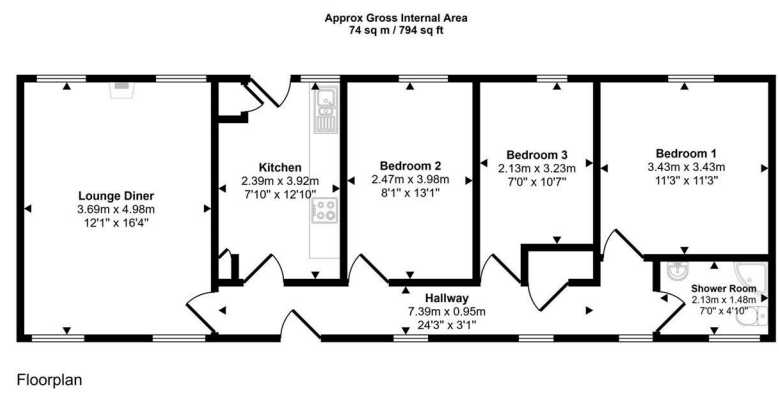 Approx Gross Internal Area
74 sq m / 794 sq ft
Lounge Diner
3.69m x 4.98m
12'1" x 16'4"
Kitchen
2.39m x 3.92m
7'10" x 12'10"
Bedroom 2
2.47m x 3.98m
8'1" x 13'1"
Bedroom 3
2.13m x 3.23m
7'0" x 10'7"
Bedroom 1
3.43m x 3.43m
11'3" x 11'3"
Hallway
7.39m x 0.95m
24'3" x 3'1"
Shower Room
2.13m x 1.48m
7'0" x 4'10"
Floorplan